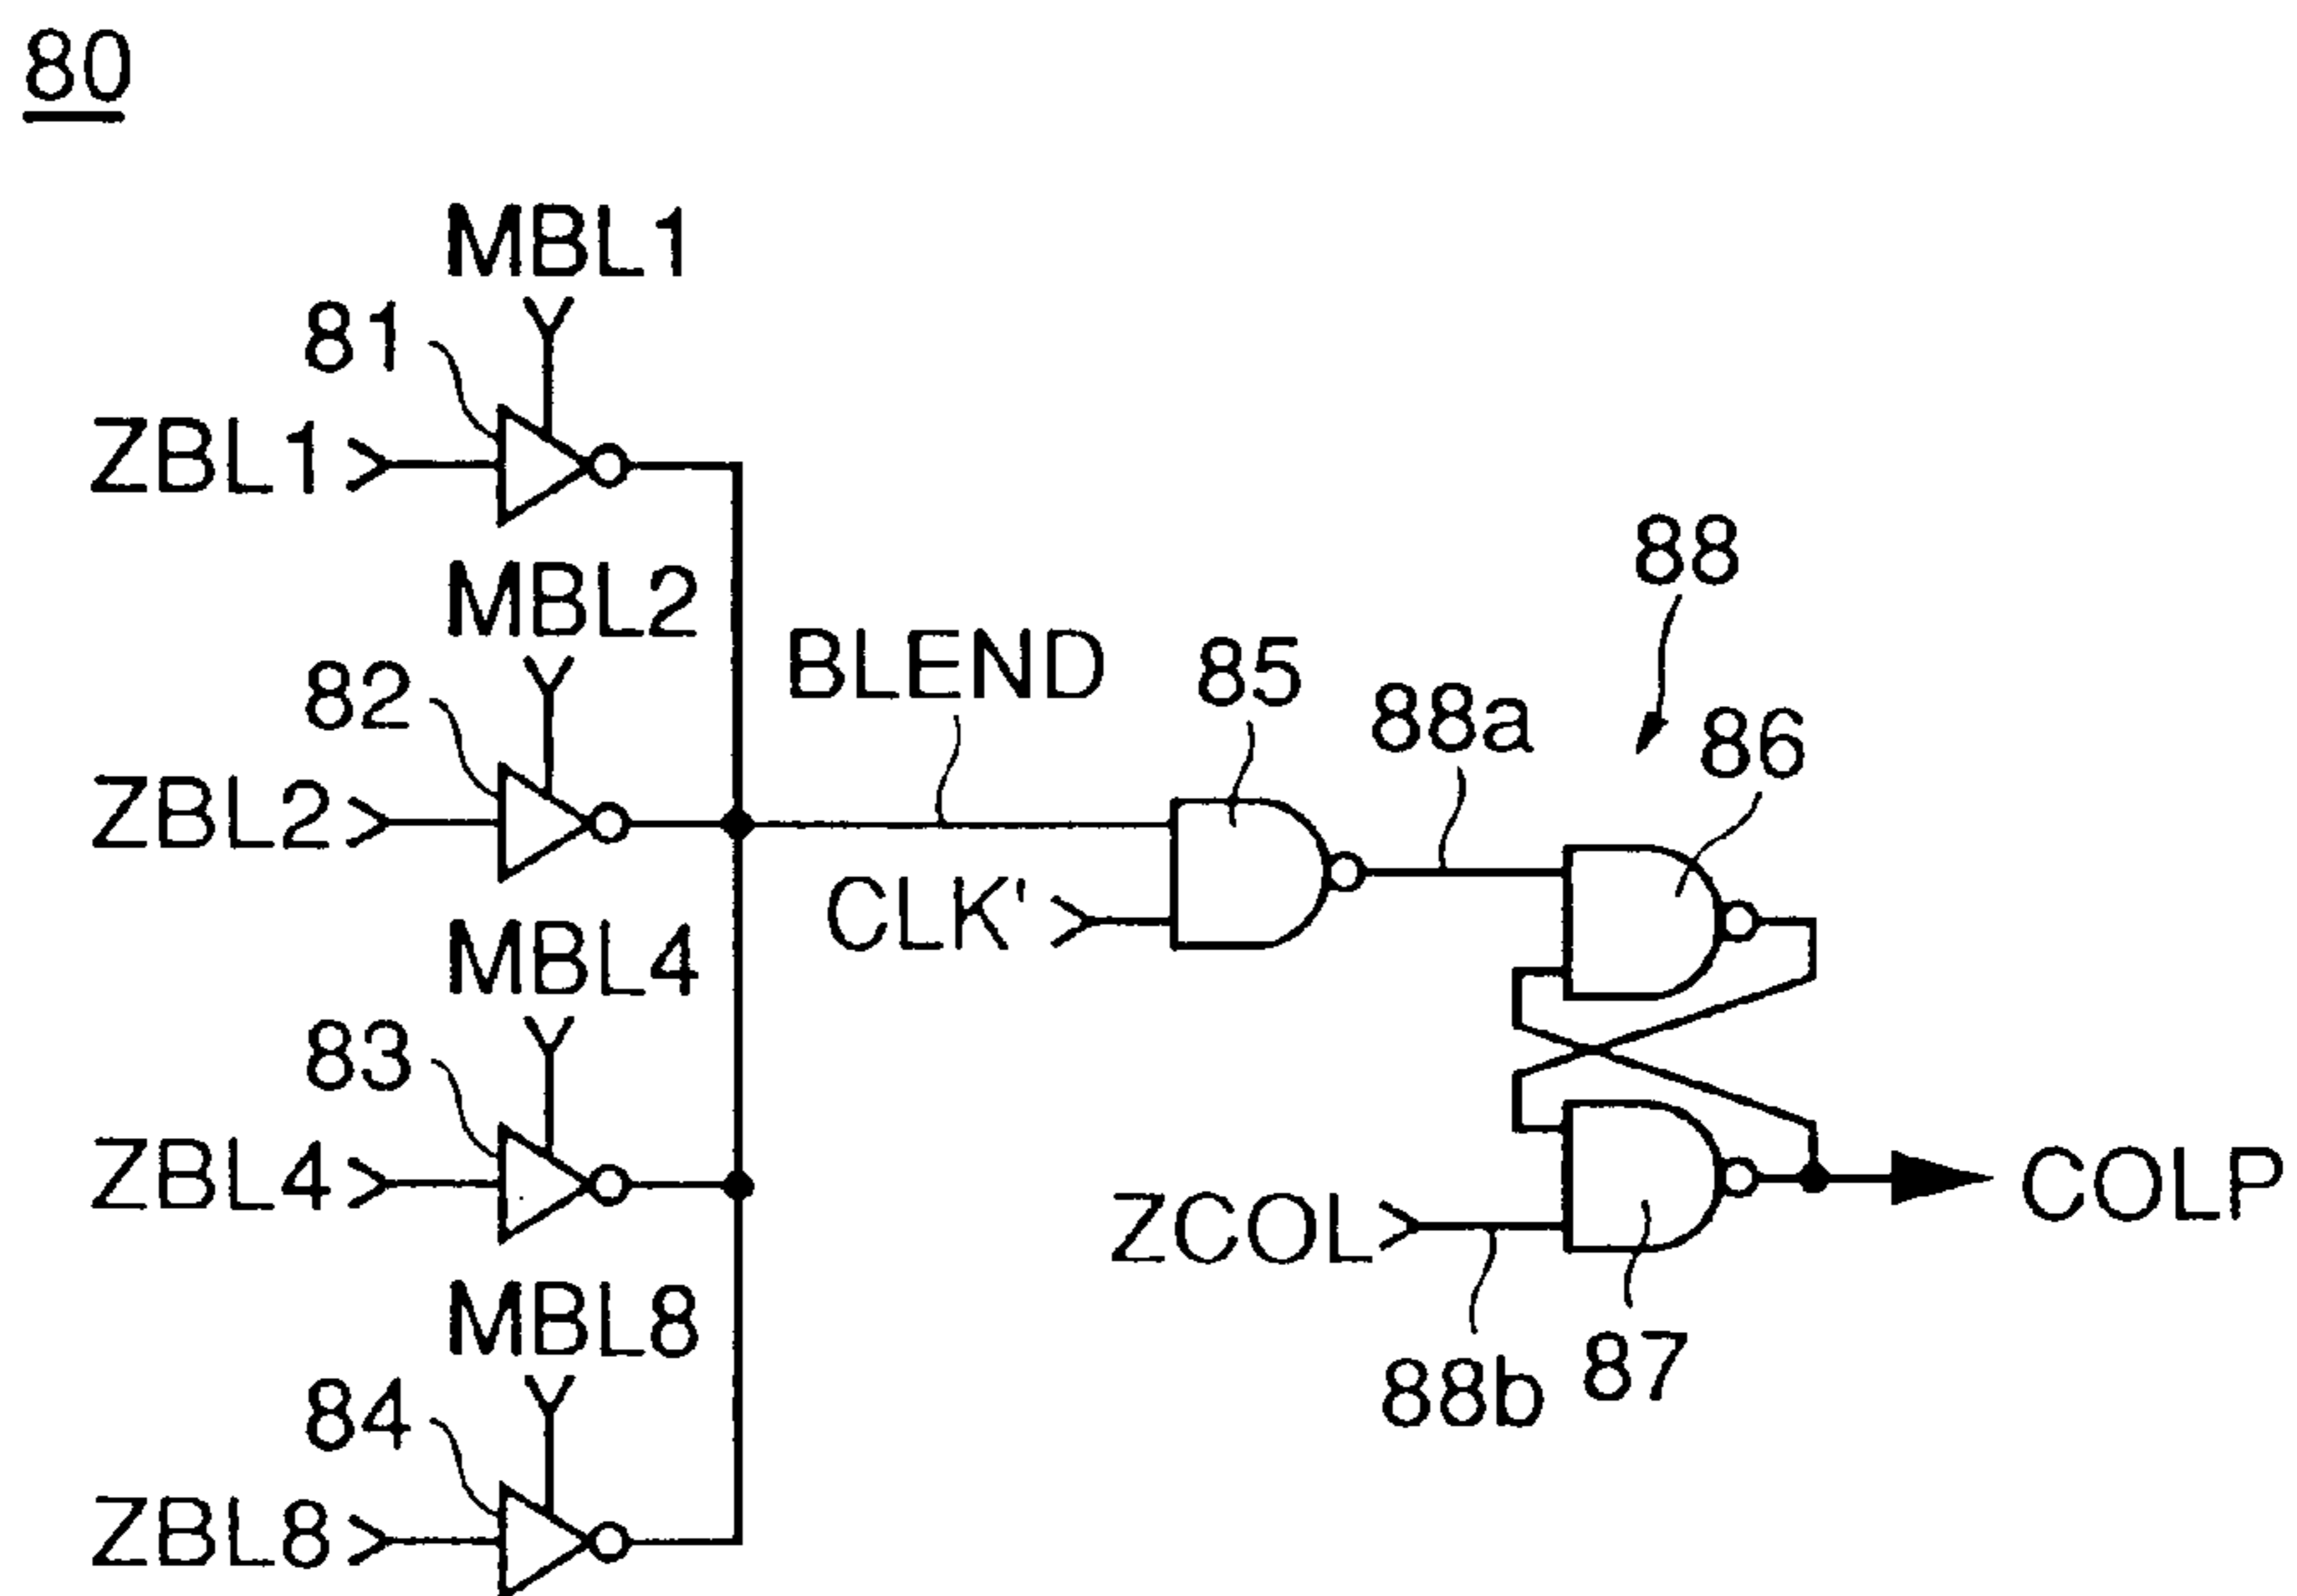 80
MBL1
81
ZBL1
MBL2
82
ZBL2
BLEND
85
88a
88
86
CLK'
MBL4
83
ZBL4
ZCOL
COLP
88b
87
MBL8
84
ZBL8